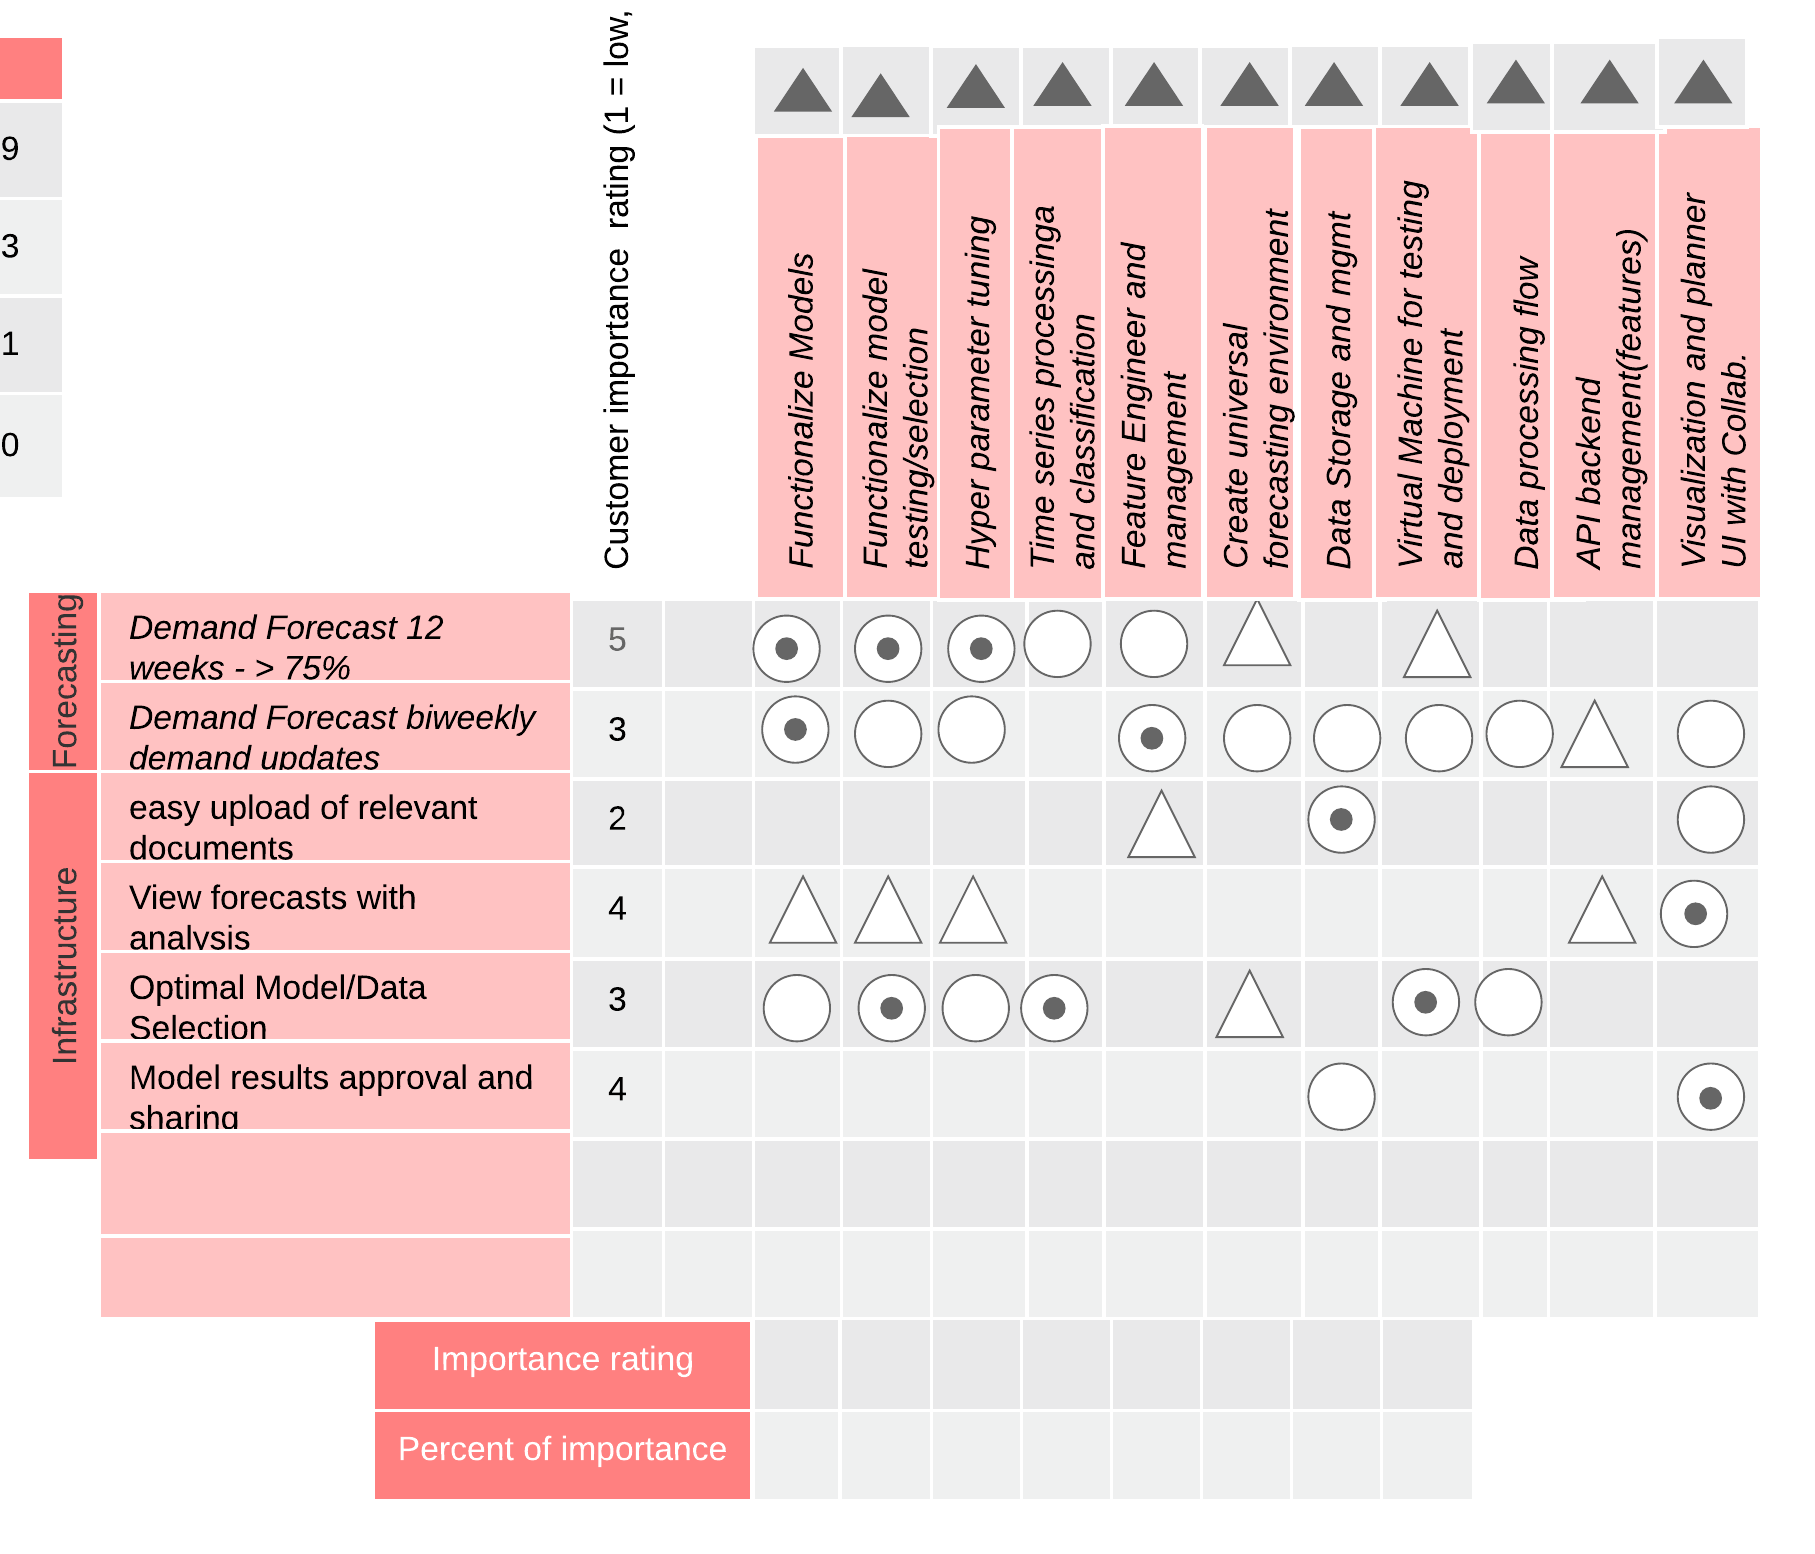 9
3
1
0
Customer importance rating (1 = low,
Functionalize Models
Functionalize model
testing/selection
Hyper parameter tuning
Time series processinga
and classification
Feature Engineer and
management
Create universal
forecasting environment
Data Storage and mgmt
Virtual Machine for testing
and deployment
Data processing flow
API backend
management(features)
Visualization and planner
UI with Collab.
Forecasting
Demand Forecast 12
weeks - > 75%
5
Demand Forecast biweekly
demand updates
3
Infrastructure
easy upload of relevant
documents
2
View forecasts with
analysis
4
Optimal Model/Data
Selection
3
Model results approval and
sharing
4
Importance rating
Percent of importance